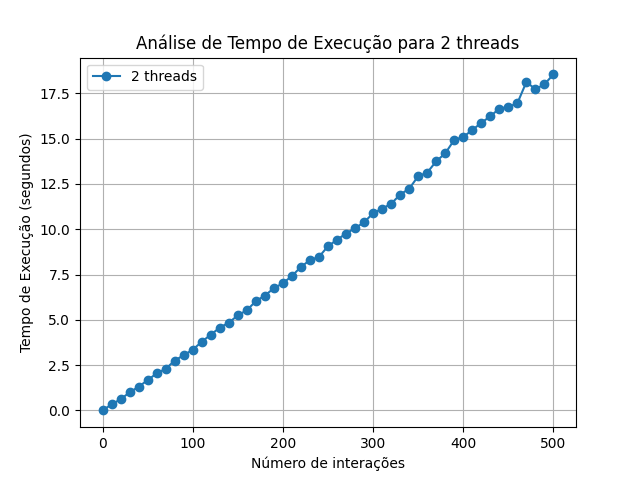 Análise de Tempo de Execução para 2 threads
2 threads
Tempo de Execução (segundos)
17.5
15.0
12.5
10.0
7.5
5.0
2.5
0.0
0 100 200 300 400 500
Número de interações